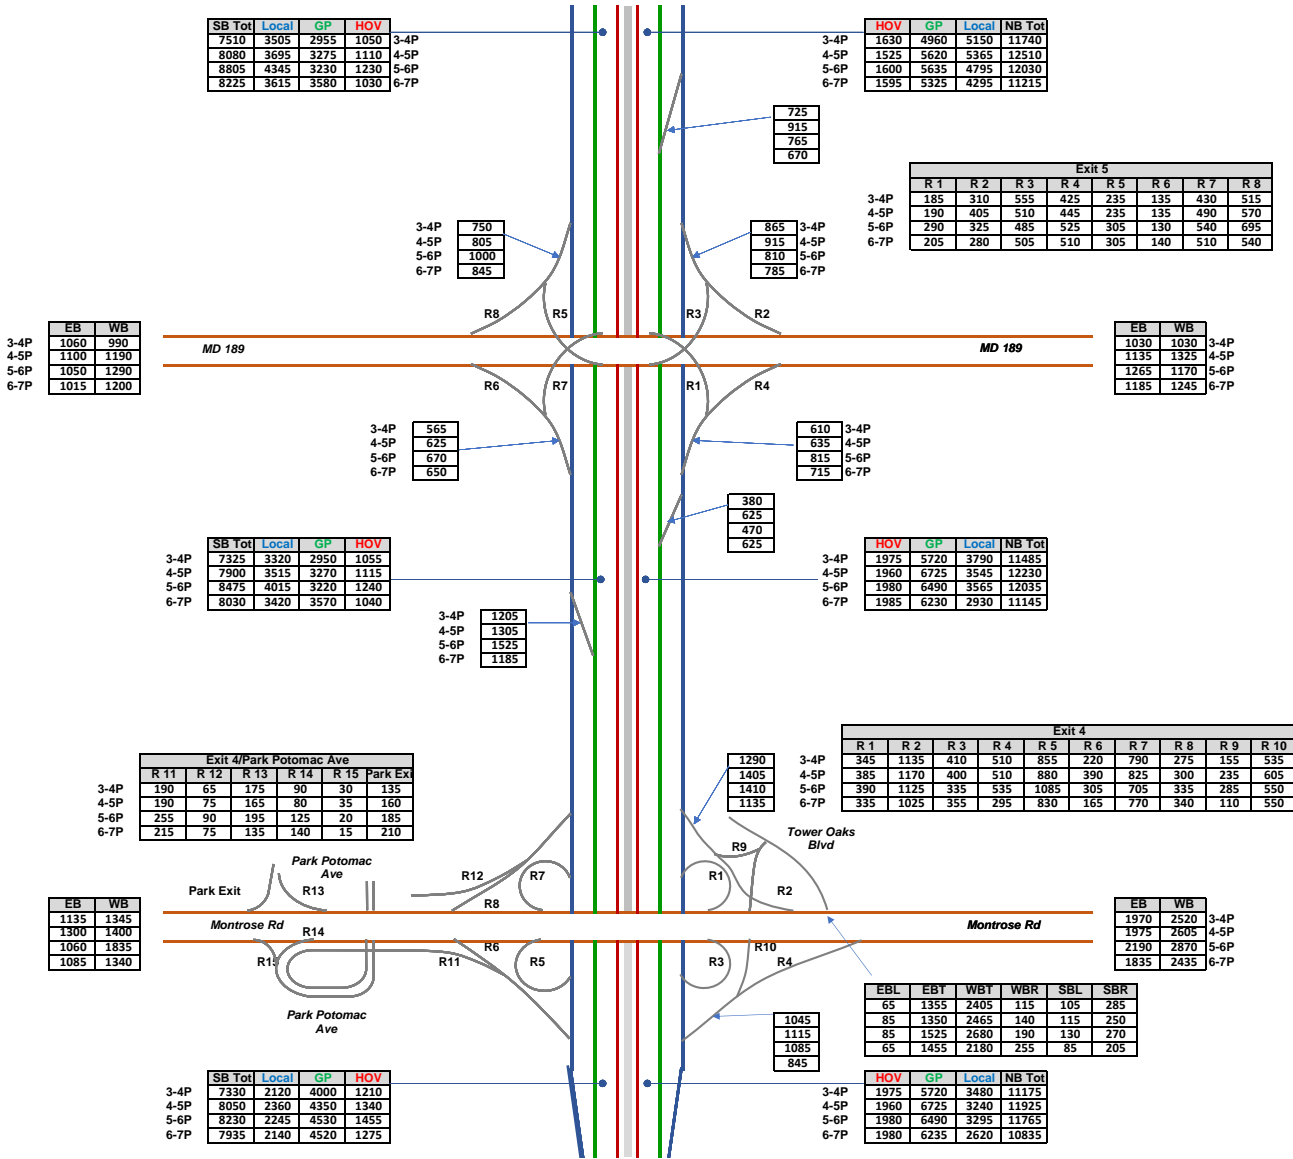 SB Tot Local GP HOV
7510 3505 2955 1050 3-4P
8080 3695 3275 1110 4-5P
8805 4345 3230 1230 5-6P
8225 3615 3580 1030 6-7P
HOV GP Local NB Tot
3-4P 1630 4960 5150 11740
4-5P 1525 5620 5365 12510
5-6P 1600 5635 4795 12030
6-7P 1595 5325 4295 11215
725
915
765
670
Exit 5
R 1 R 2 R 3 R 4 R 5 R 6 R 7 R 8
3-4P 185 310 555 425 235 135 430 515
4-5P 190 405 510 445 235 135 490 570
5-6P 290 325 485 525 305 130 540 695
6-7P 205 280 505 510 305 140 510 540
3-4P 750
4-5P 805
5-6P 1000
6-7P 845
865 3-4P
915 4-5P
810 5-6P
785 6-7P
R8 R5 R3 R2
EB WB
3-4P 1060 990
4-5P 1100 1190
5-6P 1050 1290
6-7P 1015 1200
MD 189
MD 189
EB WB
1030 1030 3-4P
1135 1325 4-5P
1265 1170 5-6P
1185 1245 6-7P
R6 R7 R1 R4
3-4P 565
4-5P 625
5-6P 670
6-7P 650
610 3-4P
635 4-5P
815 5-6P
715 6-7P
380
625
470
625
SB Tot Local GP HOV
3-4P 7325 3320 2950 1055
4-5P 7900 3515 3270 1115
5-6P 8475 4015 3220 1240
6-7P 8030 3420 3570 1040
HOV GP Local NB Tot
3-4P 1975 5720 3790 11485
4-5P 1960 6725 3545 12230
5-6P 1980 6490 3565 12035
6-7P 1985 6230 2930 11145
3-4P 1205
4-5P 1305
5-6P 1525
6-7P 1185
Exit 4/Park Potomac Ave
R 11 R 12 R 13 R 14 R 15 Park Exi
3-4P 190 65 175 90 30 135
4-5P 190 75 165 80 35 160
5-6P 255 90 195 125 20 185
6-7P 215 75 135 140 15 210
1290
1405
1410
1135
Exit 4
R 1 R 2 R 3 R 4 R 5 R 6 R 7 R 8 R 9 R 10
3-4P 345 1135 410 510 855 220 790 275 155 535
4-5P 385 1170 400 510 880 390 825 300 235 605
5-6P 390 1125 335 535 1085 305 705 335 285 550
6-7P 335 1025 355 295 830 165 770 340 110 550
Tower Oaks
Blvd
Park Potomac
Ave
Park Exit R13 R12 R7 R8 R1 R9 R2
EB WB
1135 1345
1300 1400
1060 1835
1085 1340
Montrose Rd
R14
Montrose Rd
EB WB
1970 2520 3-4P
1975 2605 4-5P
2190 2870 5-6P
1835 2435 6-7P
R15 R11 R6 R5 R3 R10 R4
Park Potomac
Ave
EBL EBT WBT WBR SBL SBR
65 1355 2405 115 105 285
85 1350 2465 140 115 250
85 1525 2680 190 130 270
65 1455 2180 255 85 205
1045
1115
1085
845
SB Tot Local GP HOV
3-4P 7330 2120 4000 1210
4-5P 8050 2360 4350 1340
5-6P 8230 2245 4530 1455
6-7P 7935 2140 4520 1275
HOV GP Local NB Tot
3-4P 1975 5720 3480 11175
4-5P 1960 6725 3240 11925
5-6P 1980 6490 3295 11765
6-7P 1980 6235 2620 10835